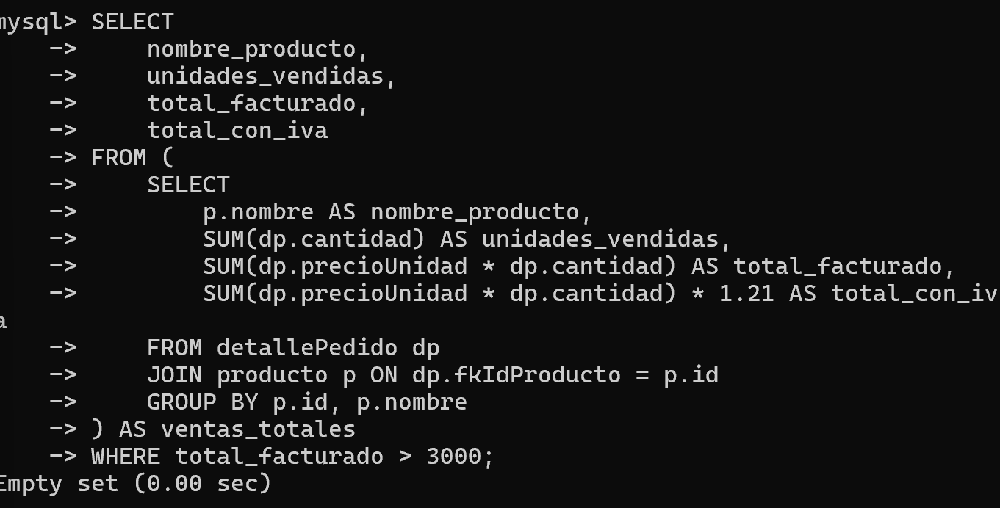 mysql> SELECT
    ->     nombre_producto,
    ->     unidades_vendidas,
    ->     total_facturado,
    ->     total_con_iva
    -> FROM (
    ->     SELECT
    ->         p.nombre AS nombre_producto,
    ->         SUM(dp.cantidad) AS unidades_vendidas,
    ->         SUM(dp.precioUnidad * dp.cantidad) AS total_facturado,
    ->         SUM(dp.precioUnidad * dp.cantidad) * 1.21 AS total_con_iv
a
    ->     FROM detallePedido dp
    ->     JOIN producto p ON dp.fkIdProducto = p.id
    ->     GROUP BY p.id, p.nombre
    -> ) AS ventas_totales
    -> WHERE total_facturado > 3000;
Empty set (0.00 sec)